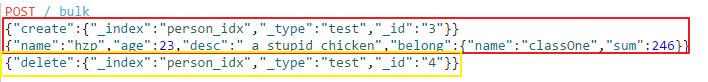 POST /_bulk
{"create":{"_index":"person_idx","_type":"test","_id":"3"}}
{"name":"hzp","age":23,"desc":" a stupid chicken","belong":{"name":"classOne","sum":246}}
{"delete":{"_index":"person_idx","_type":"test","_id":"4"}}